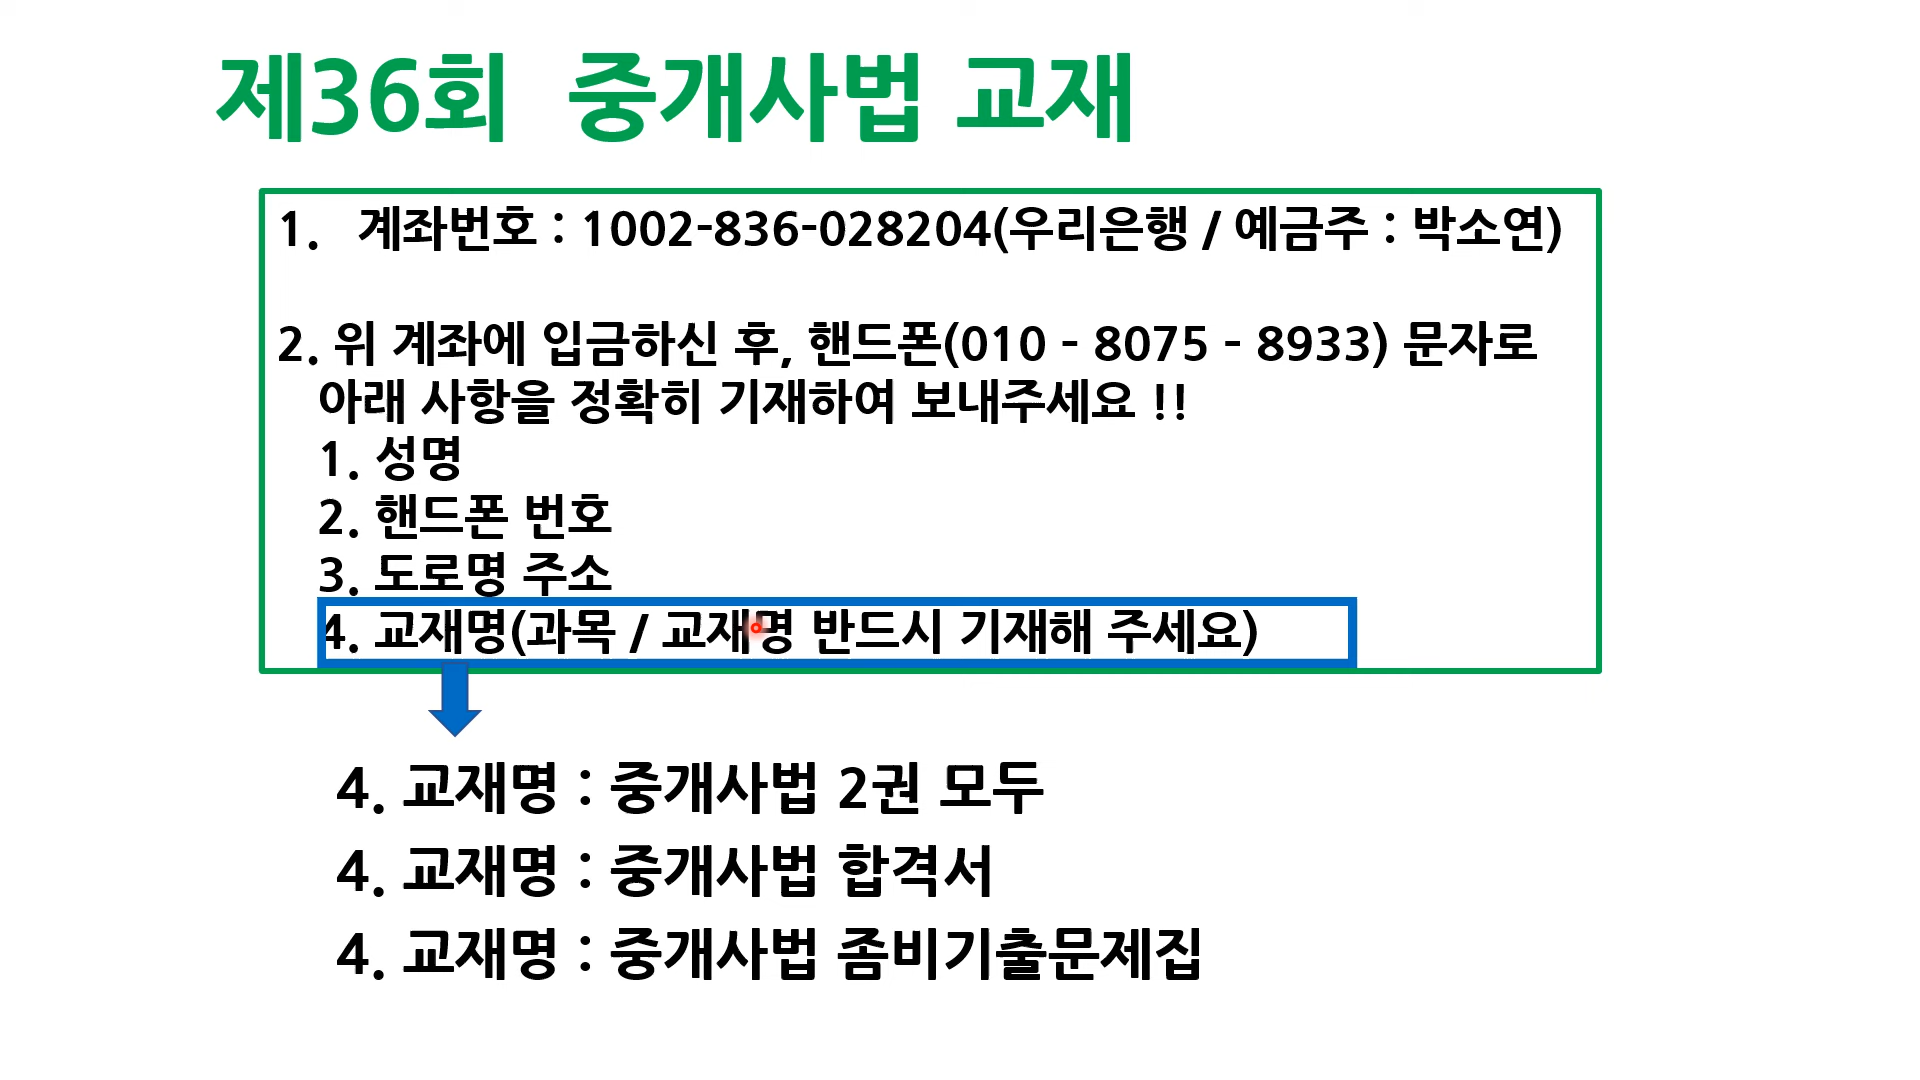 제36회 중개사법 교재
1. 계좌번호 : 1002-836-028204(우리은행 / 예금주 : 박소연)
2. 위 계좌에 입금하신 후, 핸드폰(010 - 8075 - 8933) 문자로
아래 사항을 정확히 기재하여 보내주세요 !!
1. 성명
2. 핸드폰 번호
3. 도로명 주소
4. 교재명(과목 / 교재명 반드시 기재해 주세요)
4. 교재명 : 중개사법 2권 모두
4. 교재명 : 중개사법 합격서
4. 교재명 : 중개사법 좀비기출문제집